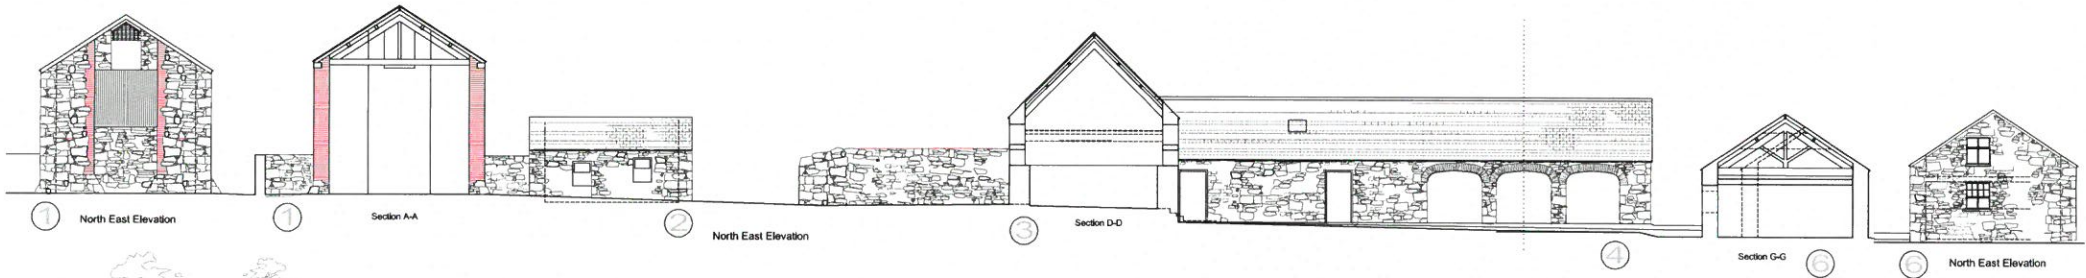 1
North East Elevation
1
Section A-A
2
North East Elevation
3
Section D-D
4
Section G-G
6
6
North East Elevation